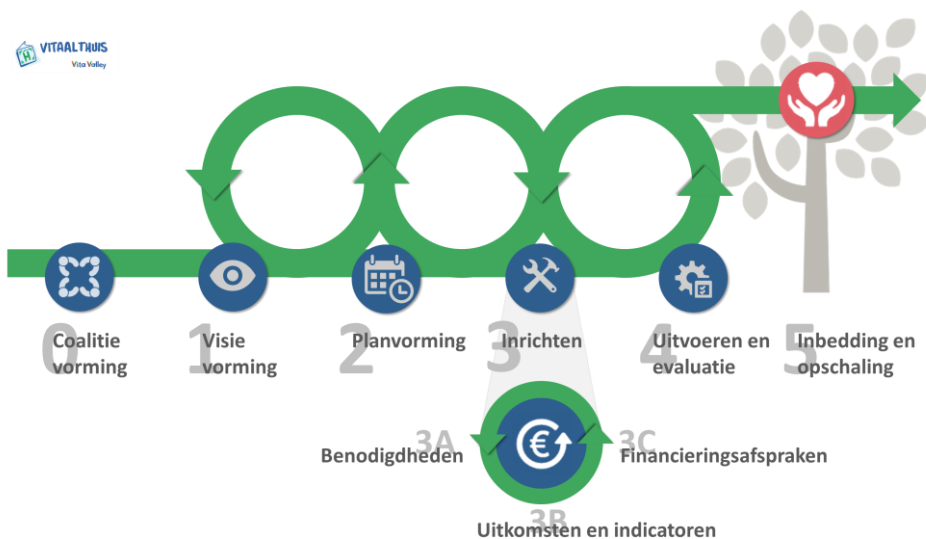 VITAALTHUIS
Vita Valley
0
Coalitie
vorming
1
Visie
vorming
2
Planvorming
3
Inrichten
4
Uitvoeren en
evaluatie
5
Inbedding en
opschaling
3A
Benodigdheden
3B
Uitkomsten en indicatoren
3C
Financieringsafspraken
€